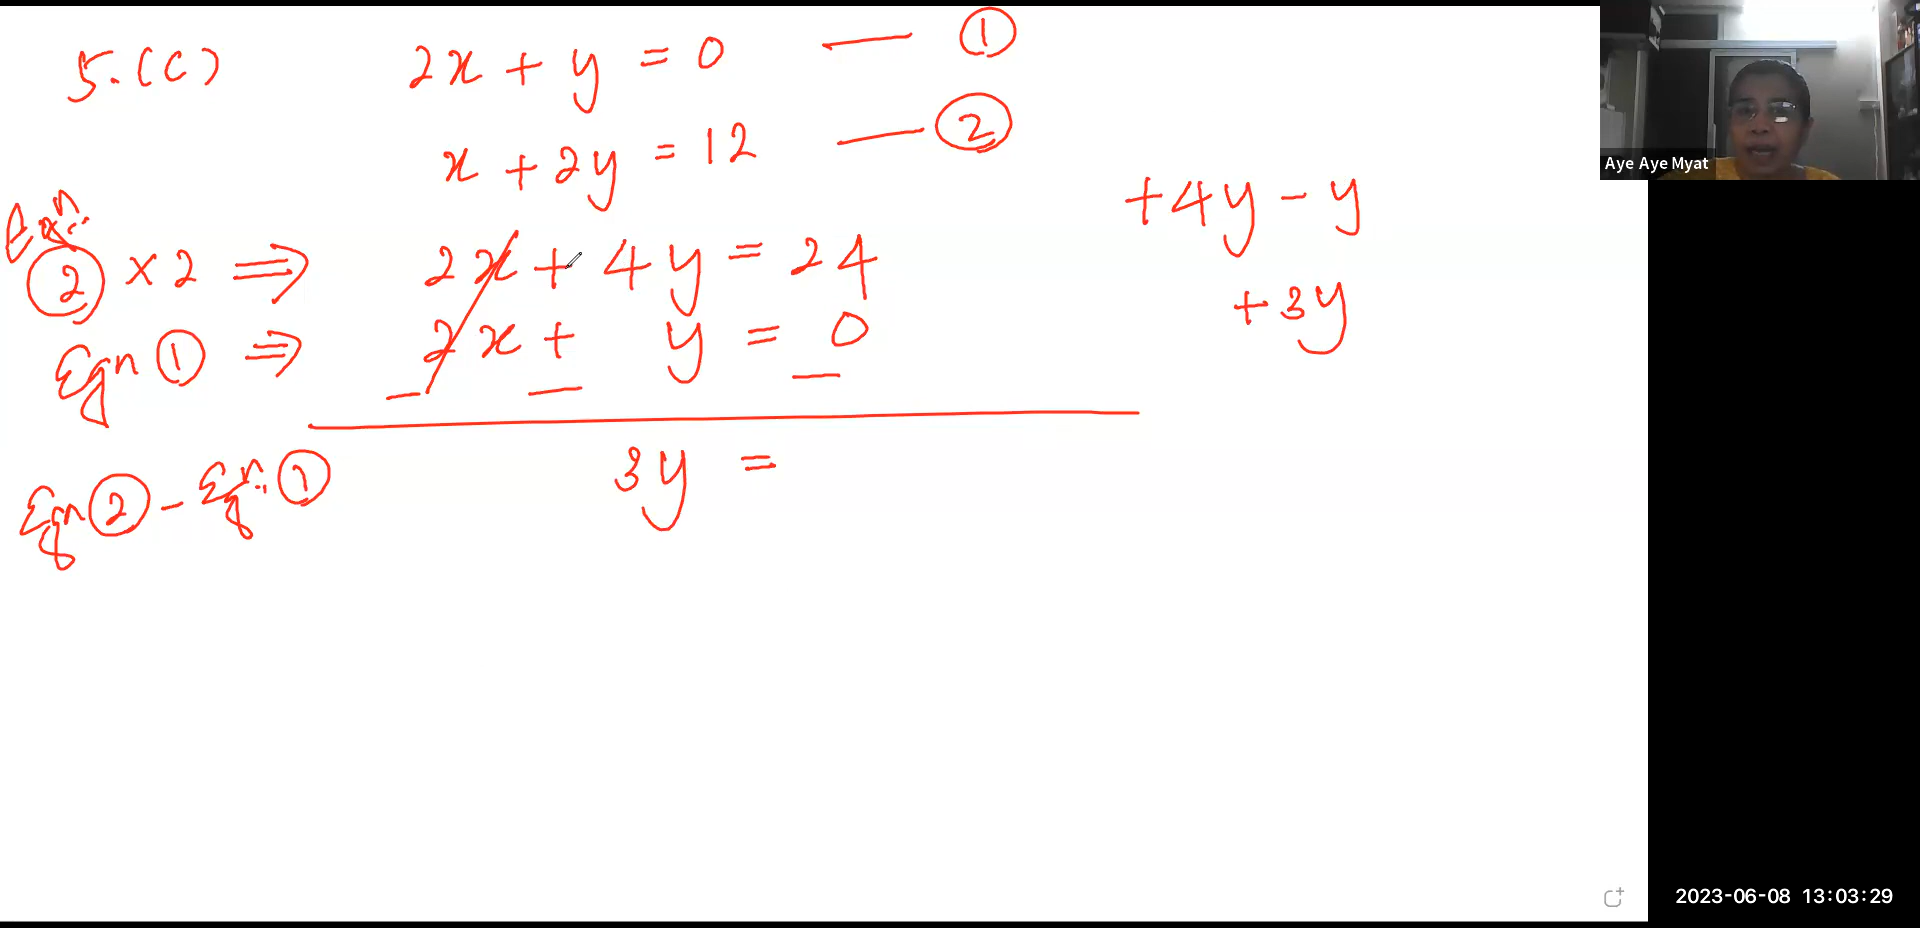 5.(c) 2x + y = 0 — ①
x + 2y = 12 — ②
Eqn.
② × 2 ⇒ 2x + 4y = 24
Eqn ① ⇒ 2x + y = 0
− − −
Eqn ② − Eqn. ① 3y =
+4y − y
+3y
Aye Aye Myat
2023-06-08 13:03:29